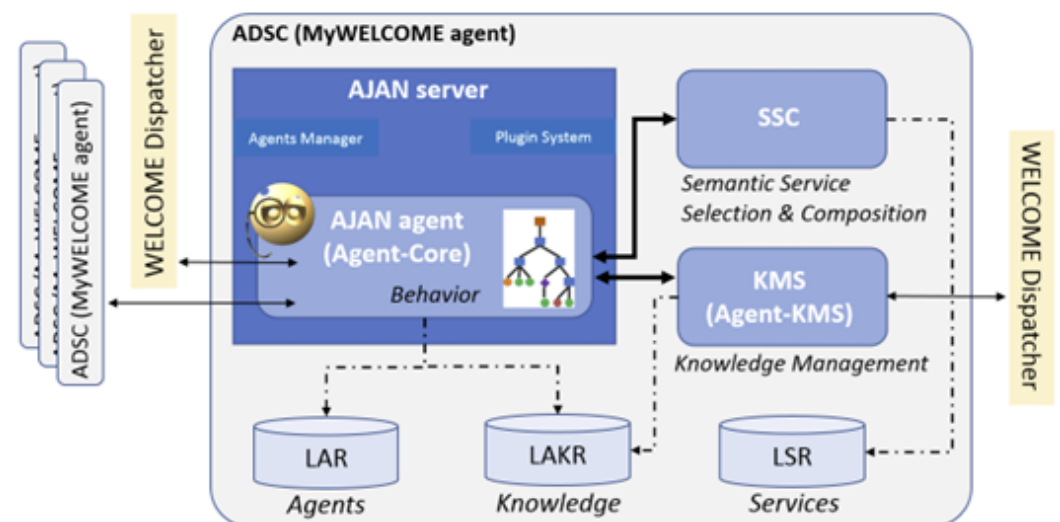 ADSC (MyWELCOME agent)
WELCOME Dispatcher
ADSC (MyWELCOME agent)
AJAN server
Agents Manager
Plugin System
AJAN agent
(Agent-Core)
Behavior
SSC
Semantic Service
Selection & Composition
KMS
(Agent-KMS)
Knowledge Management
WELCOME Dispatcher
LAR
Agents
LAKR
Knowledge
LSR
Services